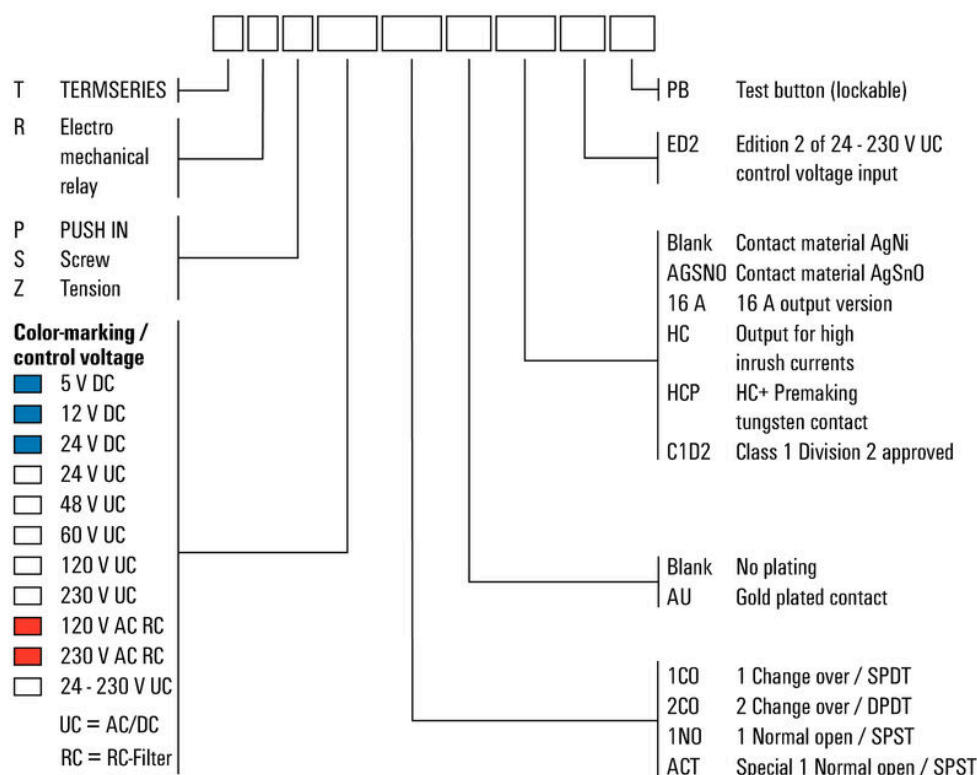 T TERMSERIES
R Electro
mechanical
relay
P PUSH IN
S Screw
Z Tension
Color-marking /
control voltage
5 V DC
12 V DC
24 V DC
24 V UC
48 V UC
60 V UC
120 V UC
230 V UC
120 V AC RC
230 V AC RC
24 - 230 V UC
UC = AC/DC
RC = RC-Filter
PB Test button (lockable)
ED2 Edition 2 of 24 - 230 V UC
control voltage input
Blank Contact material AgNi
AGSNO Contact material AgSnO
16 A 16 A output version
HC Output for high
inrush currents
HCP HC+ Premaking
tungsten contact
C1D2 Class 1 Division 2 approved
Blank No plating
AU Gold plated contact
1CO 1 Change over / SPDT
2CO 2 Change over / DPDT
1NO 1 Normal open / SPST
ACT Special 1 Normal open / SPST